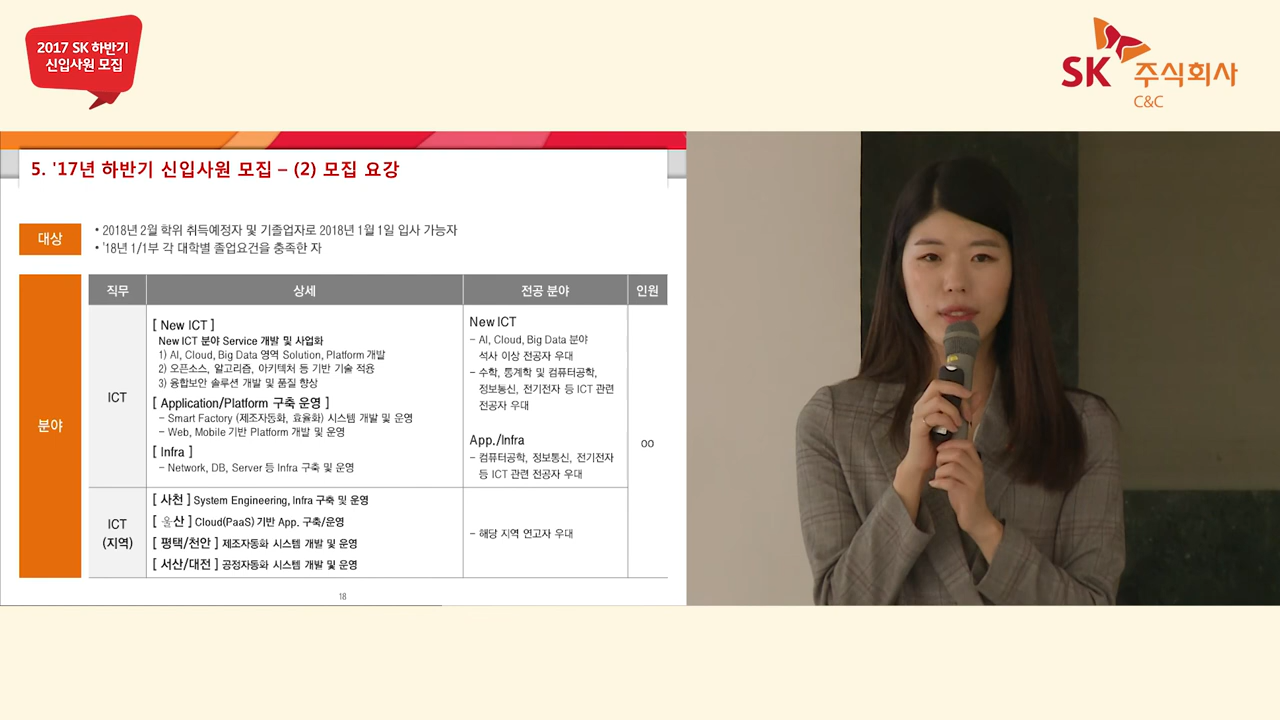 2017 SK 하반기
신입사원 모집
SK 주식회사
C&C
5. '17년 하반기 신입사원 모집 – (2) 모집 요강
대상
• 2018년 2월 학위 취득예정자 및 기졸업자로 2018년 1월 1일 입사 가능자
• '18년 1/1부 각 대학별 졸업요건을 충족한 자
분야
직무 상세 전공 분야 인원
ICT
[ New ICT ]
New ICT 분야 Service 개발 및 사업화
1) AI, Cloud, Big Data 영역 Solution, Platform 개발
2) 오픈소스, 알고리즘, 아키텍처 등 기반 기술 적용
3) 융합보안 솔루션 개발 및 품질 향상
[ Application/Platform 구축 운영 ]
– Smart Factory (제조자동화, 효율화) 시스템 개발 및 운영
– Web, Mobile 기반 Platform 개발 및 운영
[ Infra ]
– Network, DB, Server 등 Infra 구축 및 운영
New ICT
– AI, Cloud, Big Data 분야
석사 이상 전공자 우대
– 수학, 통계학 및 컴퓨터공학,
정보통신, 전기전자 등 ICT 관련
전공자 우대
App./Infra
– 컴퓨터공학, 정보통신, 전기전자
등 ICT 관련 전공자 우대
00
ICT
(지역)
[ 사천 ] System Engineering, Infra 구축 및 운영
[ 울산 ] Cloud(PaaS) 기반 App. 구축/운영
[ 평택/천안 ] 제조자동화 시스템 개발 및 운영
[ 서산/대전 ] 공정자동화 시스템 개발 및 운영
– 해당 지역 연고자 우대
18